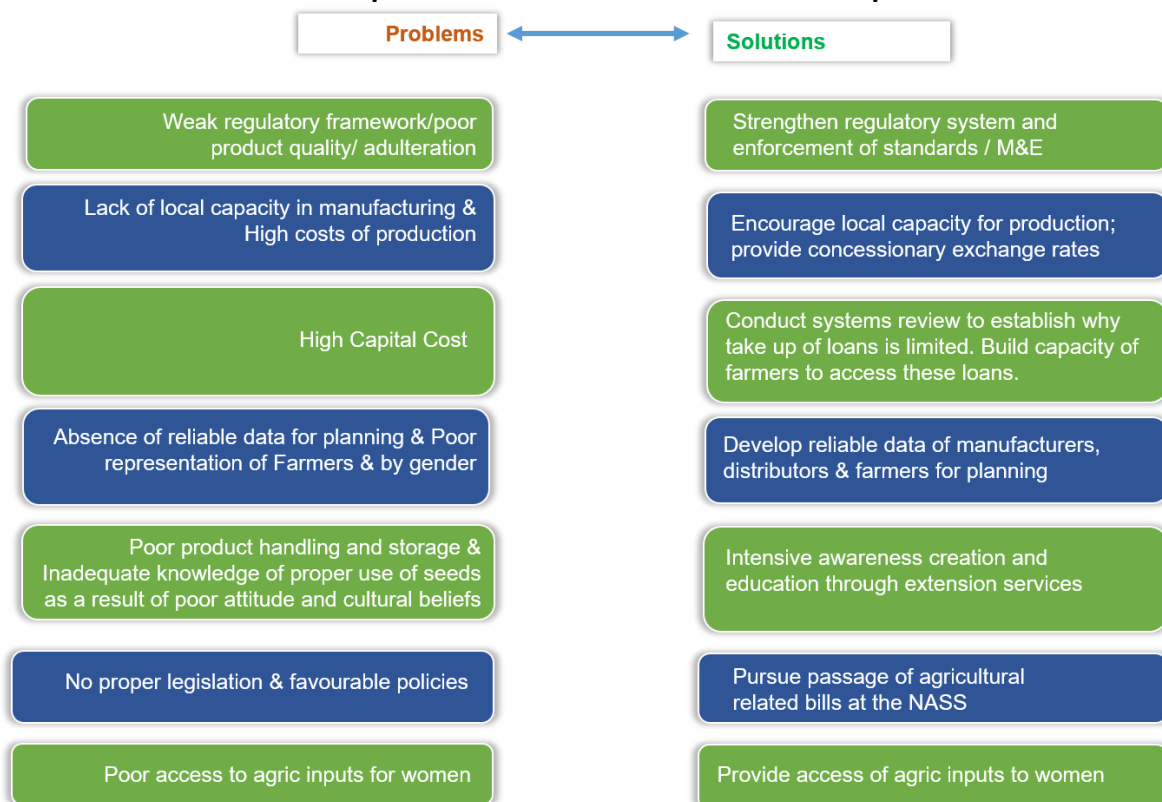 Problems
Solutions
Weak regulatory framework/poor
product quality/ adulteration
Strengthen regulatory system and
enforcement of standards / M&E
Lack of local capacity in manufacturing &
High costs of production
Encourage local capacity for production;
provide concessionary exchange rates
High Capital Cost
Conduct systems review to establish why
take up of loans is limited. Build capacity of
farmers to access these loans.
Absence of reliable data for planning & Poor
representation of Farmers & by gender
Develop reliable data of manufacturers,
distributors & farmers for planning
Poor product handling and storage &
Inadequate knowledge of proper use of seeds
as a result of poor attitude and cultural beliefs
Intensive awareness creation and
education through extension services
No proper legislation & favourable policies
Pursue passage of agricultural
related bills at the NASS
Poor access to agric inputs for women
Provide access of agric inputs to women